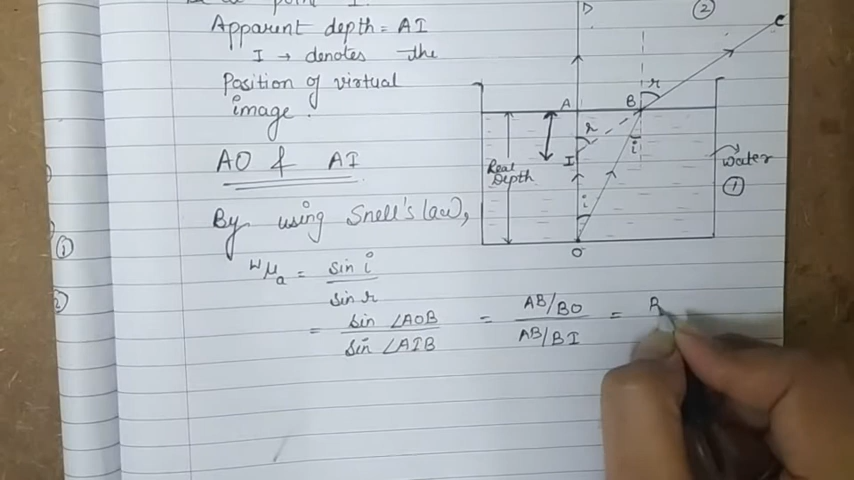 Apparent depth = AI
I → denotes the
Position of virtual
image.
AO & AI
By using Snell's law,
wμa = sin i
sin r
= sin ∠AOB = AB/BO = B
sin ∠AIB AB/BI
D
②
C
r
A B
r
i
I
Real
Depth
water
①
i
O
①